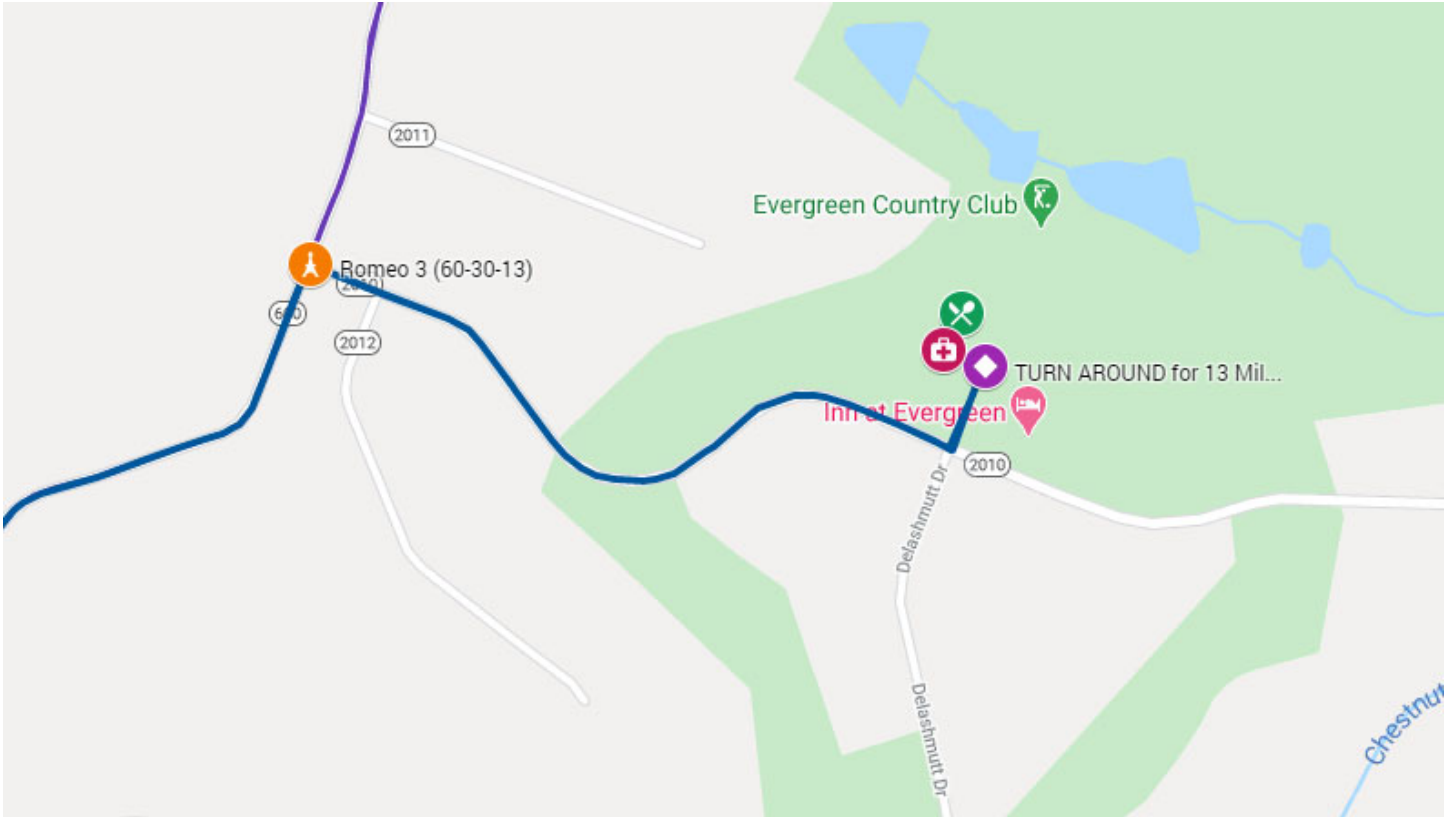 2011
Evergreen Country Club
Romeo 3 (60-30-13)
2010
2012
TURN AROUND for 13 Mil...
Inn at Evergreen
2010
Delashmutt Dr
Delashmutt Dr
Chestnut